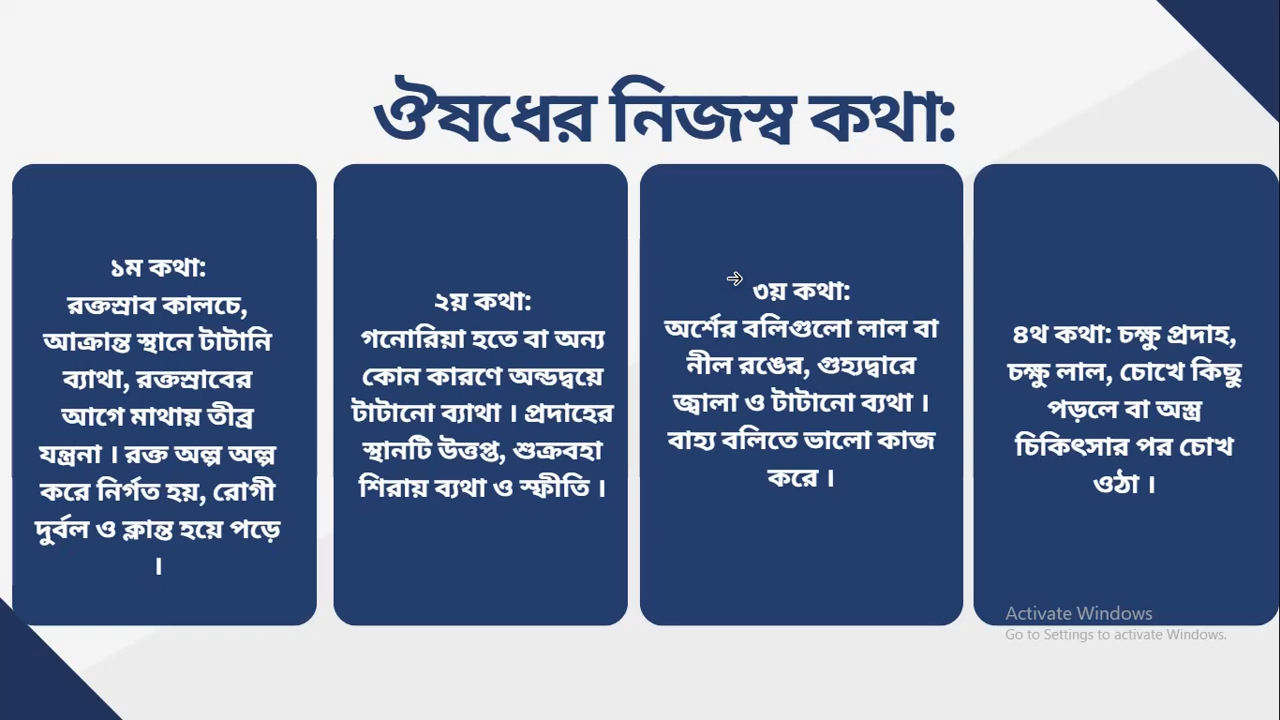 ঔষধের নিজস্ব কথা:
১ম কথা:
রক্তস্রাব কালচে,
আক্রান্ত স্থানে টাটানি
ব্যাথা, রক্তস্রাবের
আগে মাথায় তীব্র
যন্ত্রনা । রক্ত অল্প অল্প
করে নির্গত হয়, রোগী
দুর্বল ও ক্লান্ত হয়ে পড়ে
।
২য় কথা:
গনোরিয়া হতে বা অন্য
কোন কারণে অন্ডদ্বয়ে
টাটানো ব্যাথা । প্রদাহের
স্থানটি উত্তপ্ত, শুক্রবহা
শিরায় ব্যথা ও স্ফীতি ।
৩য় কথা:
অর্শের বলিগুলো লাল বা
নীল রঙের, গুহ্যদ্বারে
জ্বালা ও টাটানো ব্যথা ।
বাহ্য বলিতে ভালো কাজ
করে ।
৪থ কথা: চক্ষু প্রদাহ,
চক্ষু লাল, চোখে কিছু
পড়লে বা অস্ত্র
চিকিৎসার পর চোখ
ওঠা ।
Activate Windows
Go to Settings to activate Windows.